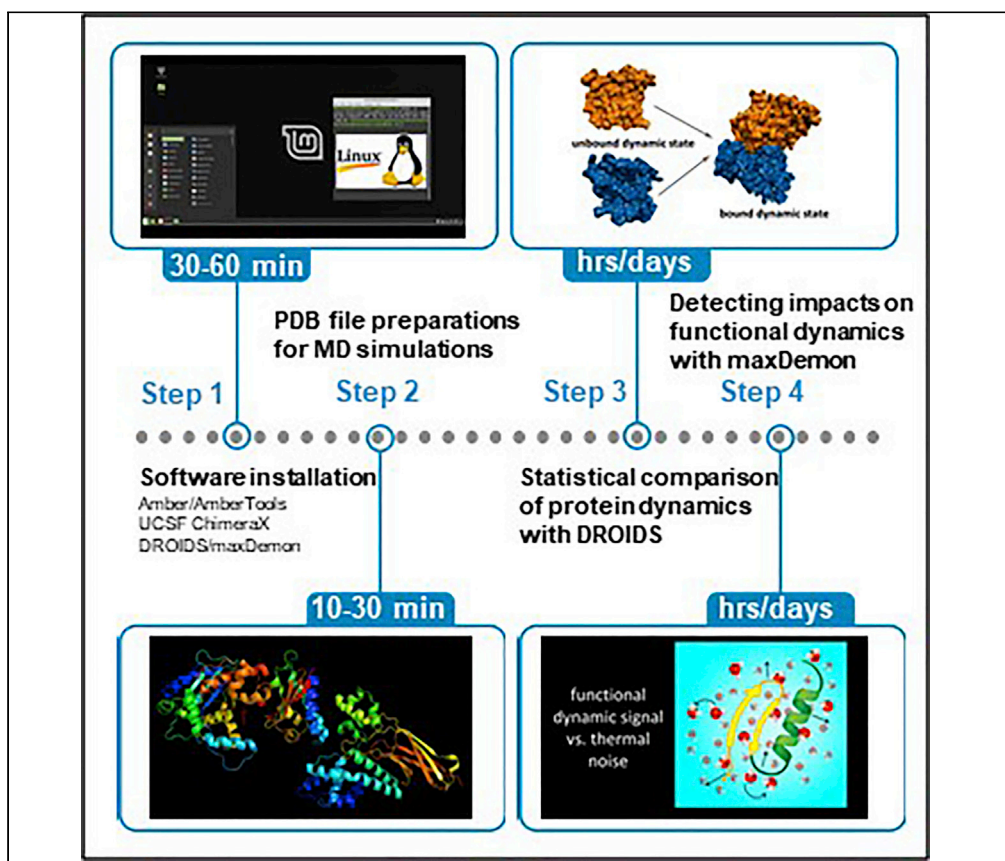 Linux
unbound dynamic state
bound dynamic state
30-60 min
hrs/days
PDB file preparations
for MD simulations
Detecting impacts on
functional dynamics
with maxDemon
Step 1
Step 2
Step 3
Step 4
Software installation
Amber/AmberTools
UCSF ChimeraX
DROIDS/maxDemon
Statistical comparison
of protein dynamics
with DROIDS
10-30 min
hrs/days
functional
dynamic signal
vs. thermal
noise